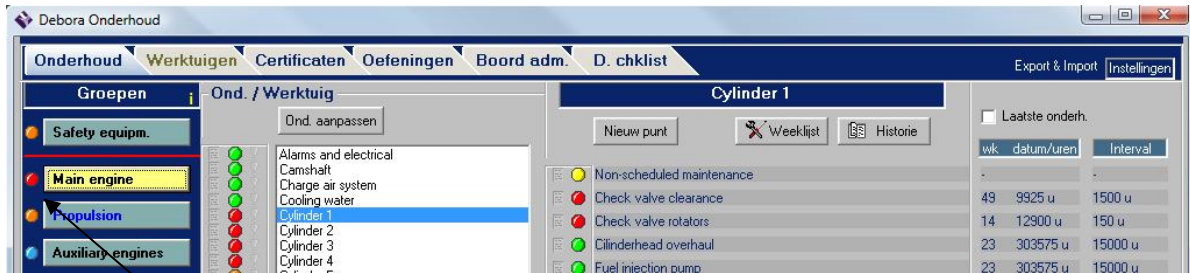 Debora Onderhoud
Onderhoud Werktuigen Certificaten Oefeningen Boord adm. D. chklist
Export & Import Instellingen
Groepen i
Safety equipm.
Main engine
Propulsion
Auxiliary engines
Ond. / Werktuig
Ond. aanpassen
Alarms and electrical
Camshaft
Charge air system
Cooling water
Cylinder 1
Cylinder 2
Cylinder 3
Cylinder 4
Cylinder 1
Nieuw punt Weeklijst Historie
Laatste onderh.
wk datum/uren Interval
Non-scheduled maintenance - -
Check valve clearance 49 9925 u 1500 u
Check valve rotators 14 12900 u 150 u
Cilinderhead overhaul 23 303575 u 15000 u
Fuel injection pump 23 303575 u 15000 u